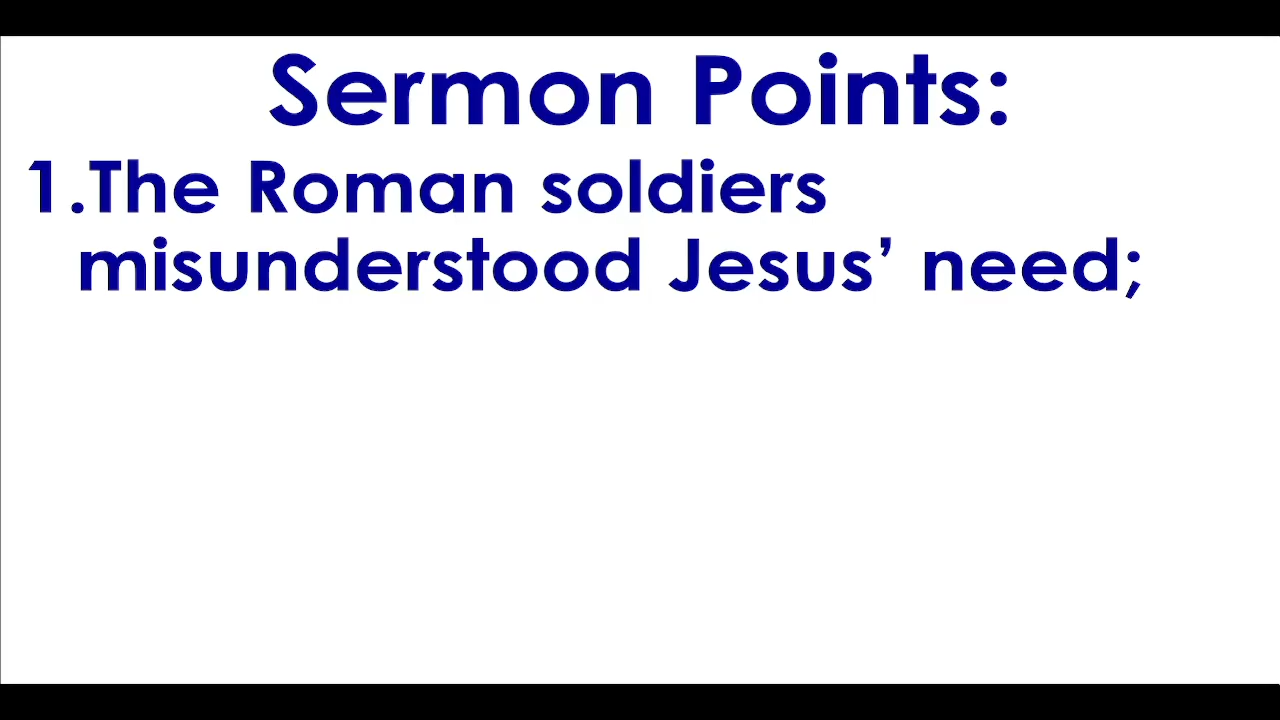 Sermon Points:
1.The Roman soldiers
misunderstood Jesus’ need;